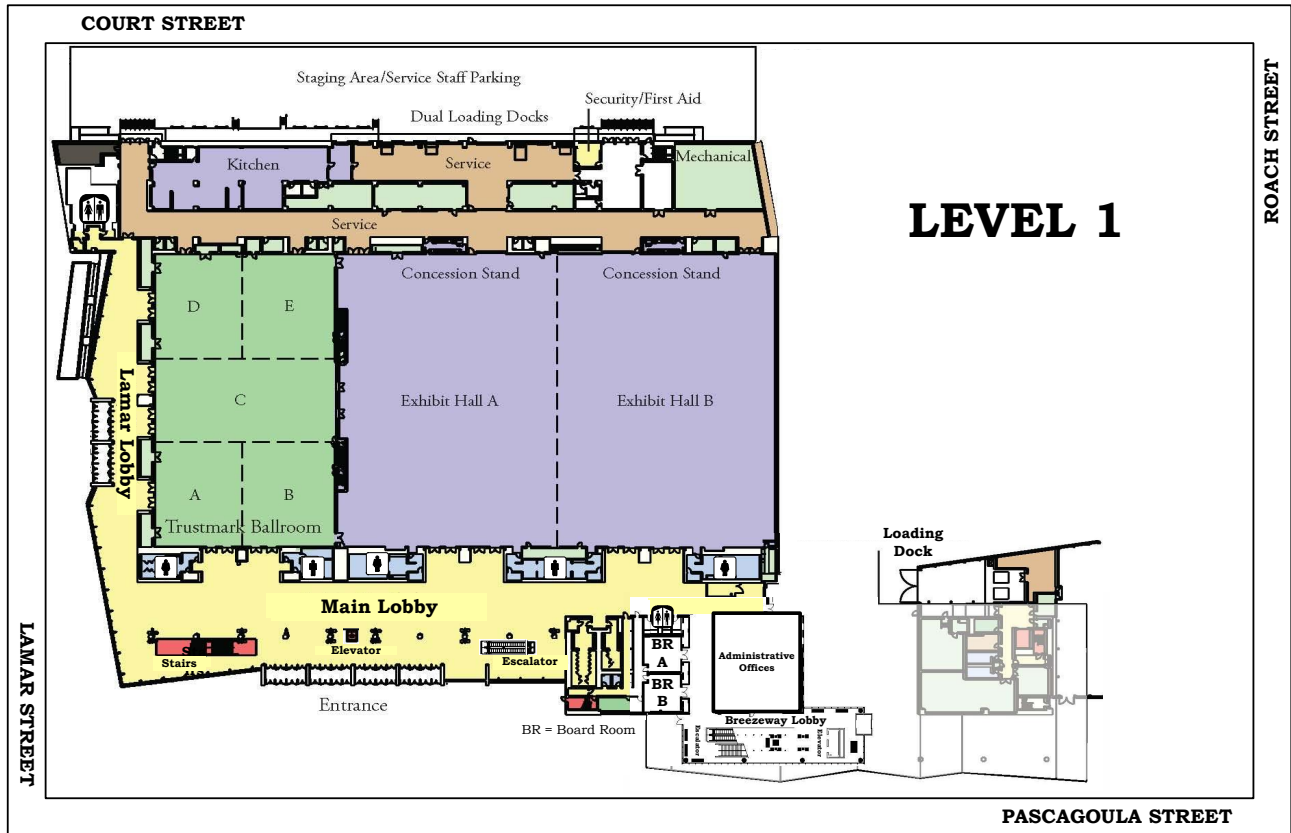 COURT STREET
ROACH STREET
Staging Area/Service Staff Parking
Security/First Aid
Dual Loading Docks
Kitchen
Service
Mechanical
LEVEL 1
Service
Concession Stand
Concession Stand
D
E
Lamar Lobby
C
Exhibit Hall A
Exhibit Hall B
A
B
Trustmark Ballroom
Loading
Dock
Main Lobby
LAMAR STREET
Stairs
Elevator
Escalator
BR
A
BR
B
Administrative
Offices
Entrance
BR = Board Room
Breezeway Lobby
Escalator
Elevator
PASCAGOULA STREET